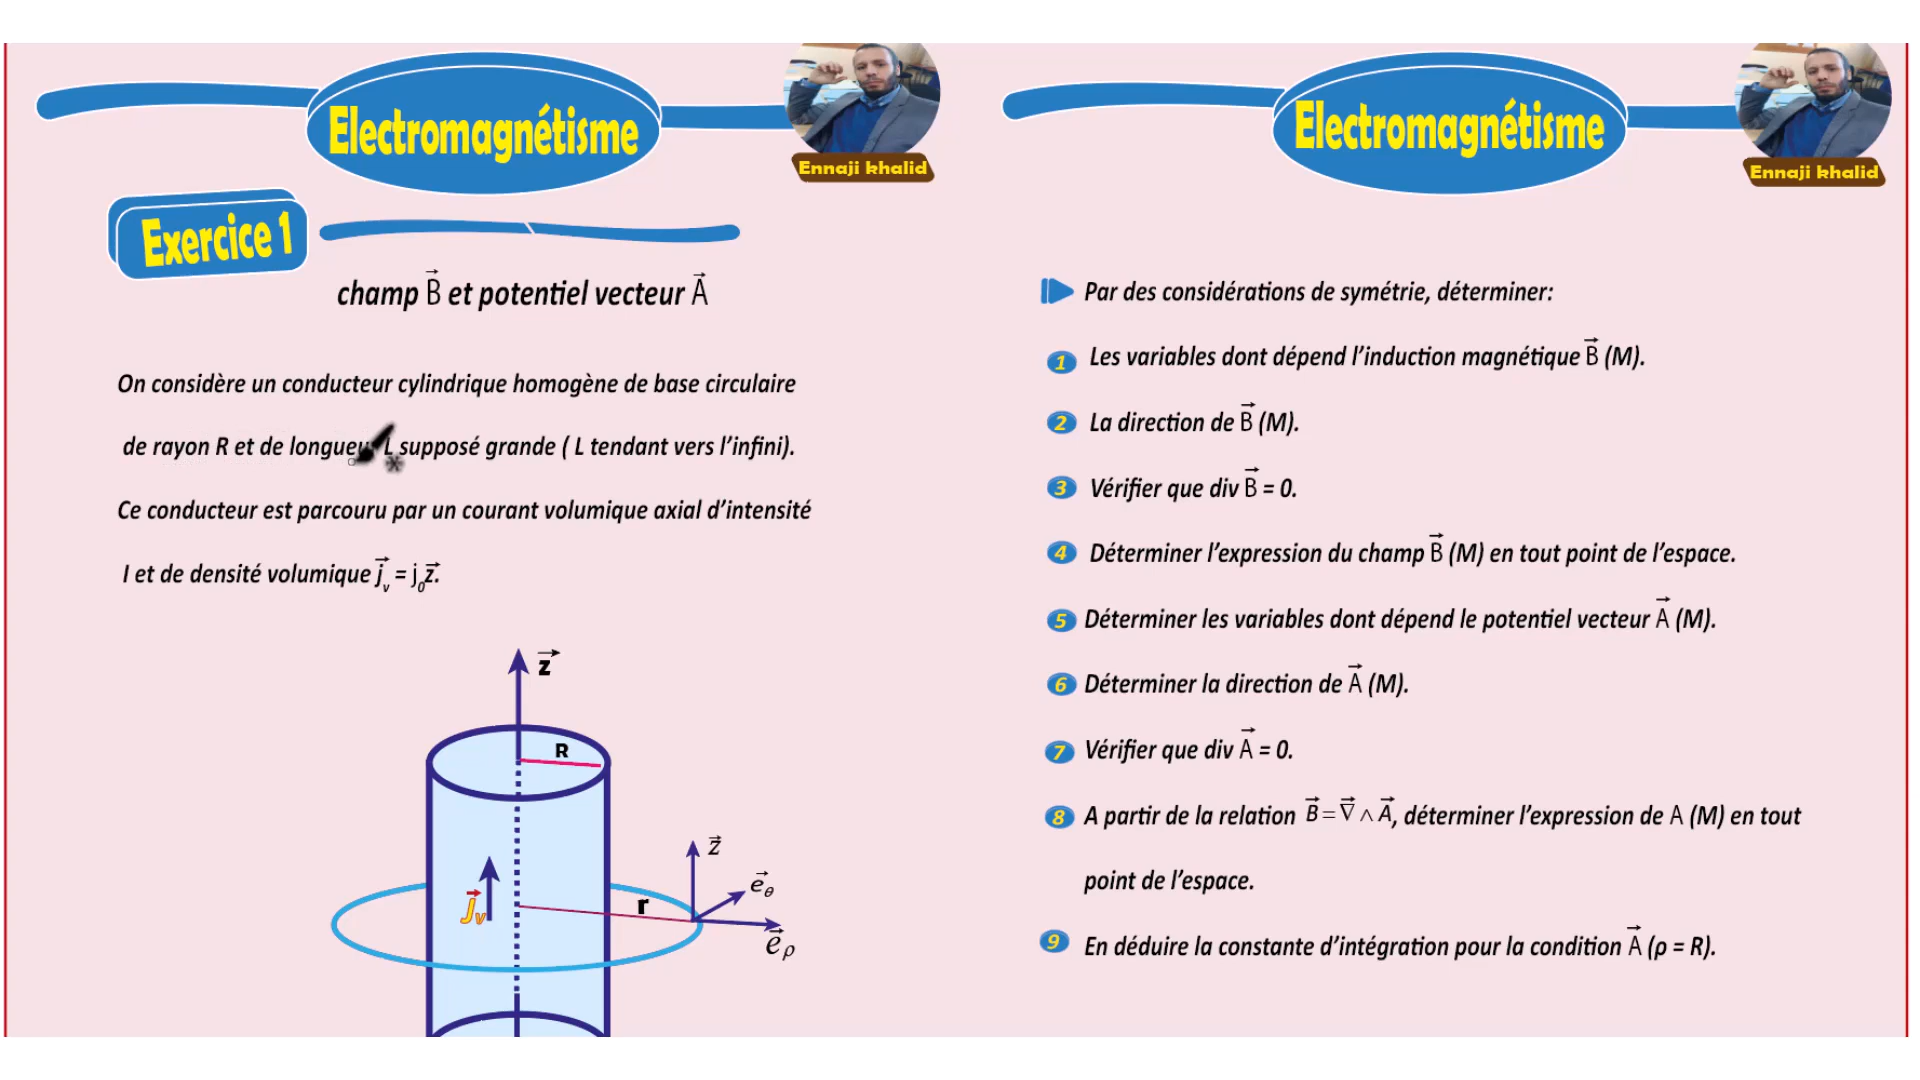 Electromagnétisme
Ennaji khalid
Exercice 1
champ B⃗ et potentiel vecteur A⃗
On considère un conducteur cylindrique homogène de base circulaire
de rayon R et de longueur L supposé grande ( L tendant vers l'infini).
Ce conducteur est parcouru par un courant volumique axial d'intensité
I et de densité volumique j⃗ᵥ = j₀z⃗.
z⃗
R
z⃗
e⃗θ
J⃗v
r
e⃗ρ
Electromagnétisme
Ennaji khalid
Par des considérations de symétrie, déterminer:
1 Les variables dont dépend l'induction magnétique B⃗ (M).
2 La direction de B⃗ (M).
3 Vérifier que div B⃗ = 0.
4 Déterminer l'expression du champ B⃗ (M) en tout point de l'espace.
5 Déterminer les variables dont dépend le potentiel vecteur A⃗ (M).
6 Déterminer la direction de A⃗ (M).
7 Vérifier que div A⃗ = 0.
8 A partir de la relation B⃗ = ∇⃗ ∧ A⃗, déterminer l'expression de A (M) en tout
point de l'espace.
9 En déduire la constante d'intégration pour la condition A⃗ (ρ = R).